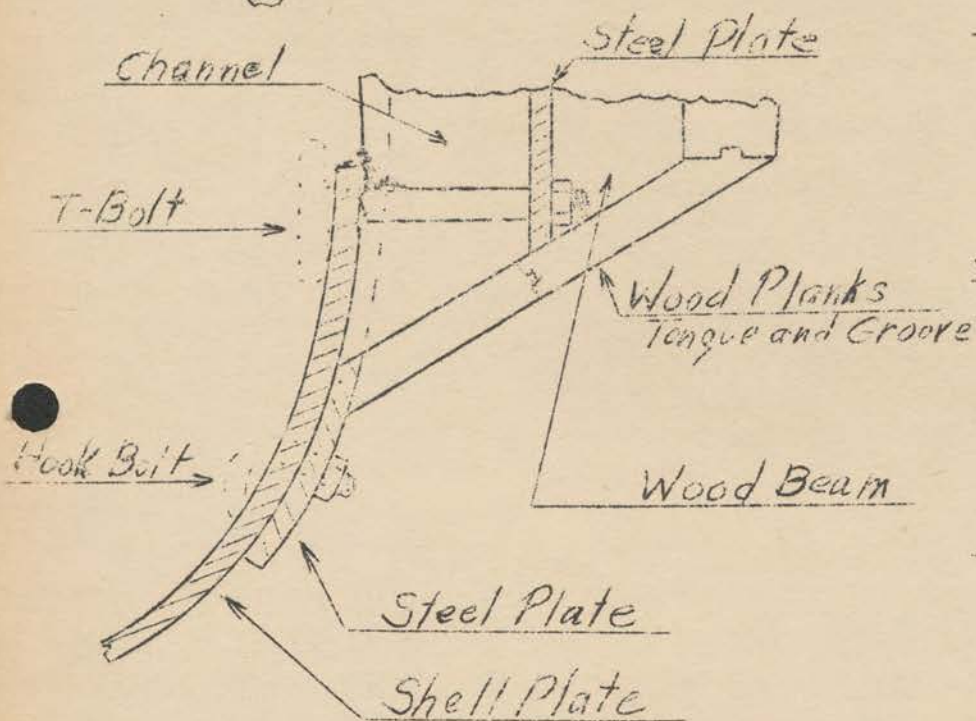 Steel Plate
Channel
T-Bolt
Wood Planks
Tongue and Groove
Hook Bolt
Wood Beam
Steel Plate
Shell Plate